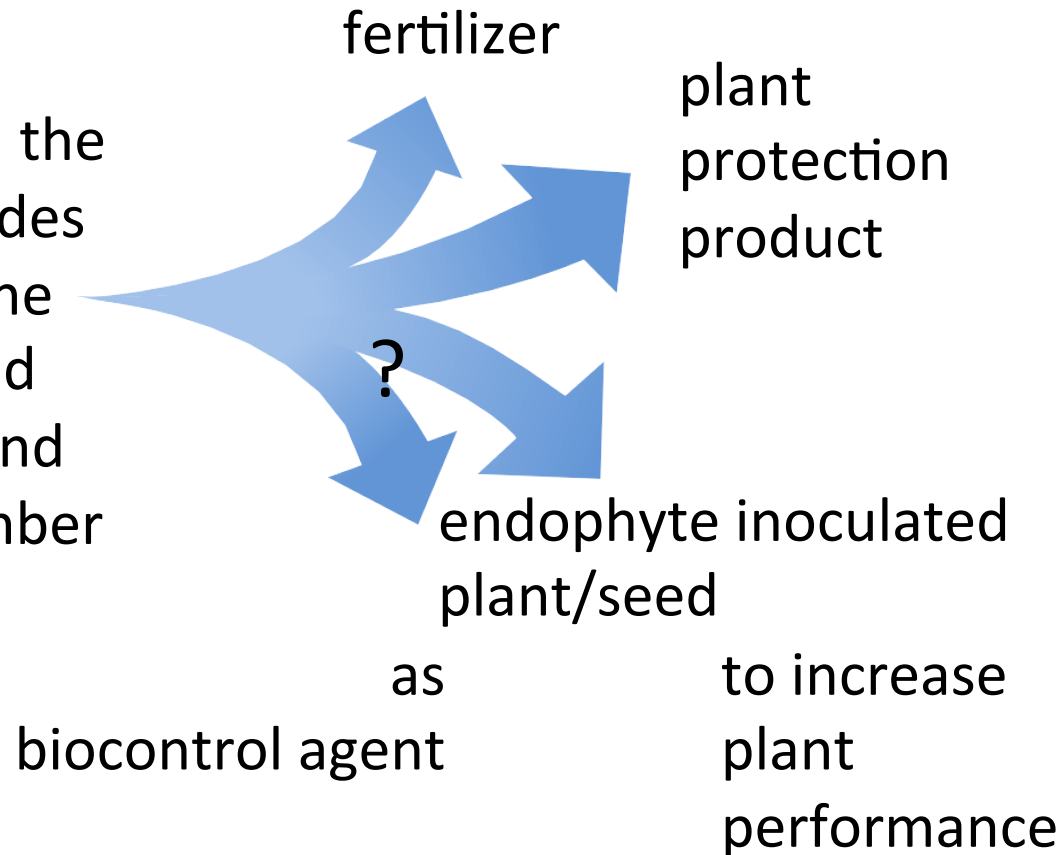 fertilizer
plant
protection
product
the
des
ne
d
nd
nber
?
endophyte inoculated
plant/seed
as
biocontrol agent
to increase
plant
performance